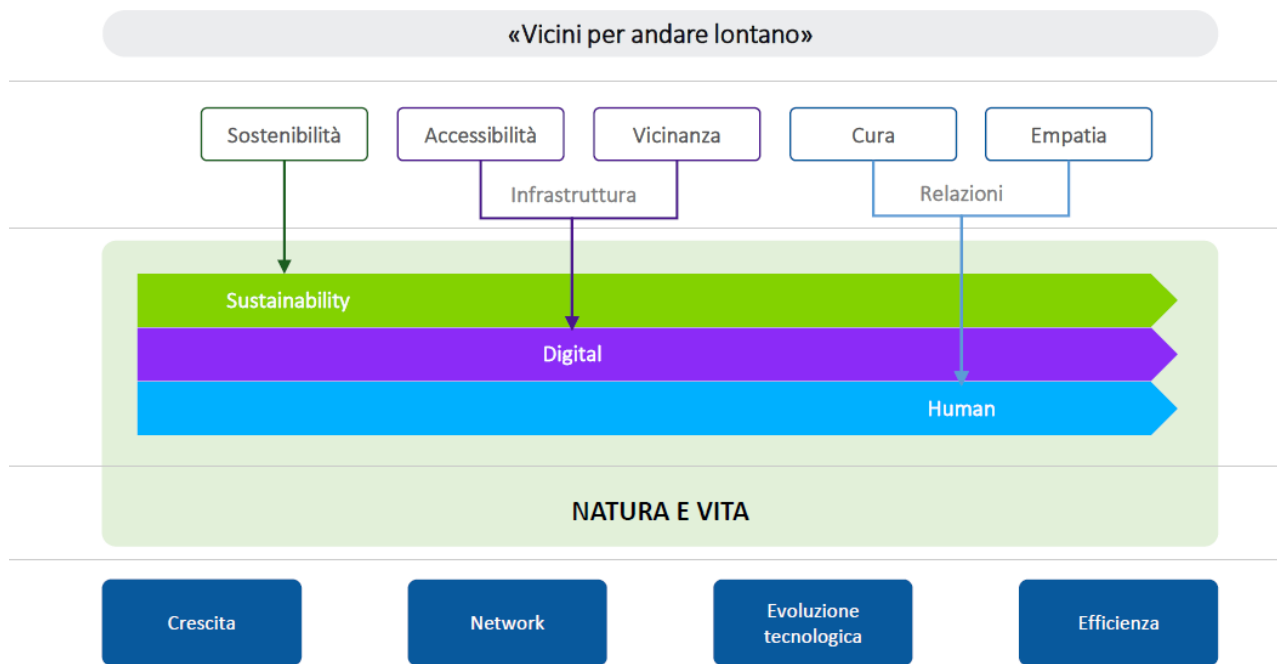 «Vicini per andare lontano»
Sostenibilità
Accessibilità
Vicinanza
Cura
Empatia
Infrastruttura
Relazioni
Sustainability
Digital
Human
NATURA E VITA
Crescita
Network
Evoluzione
tecnologica
Efficienza